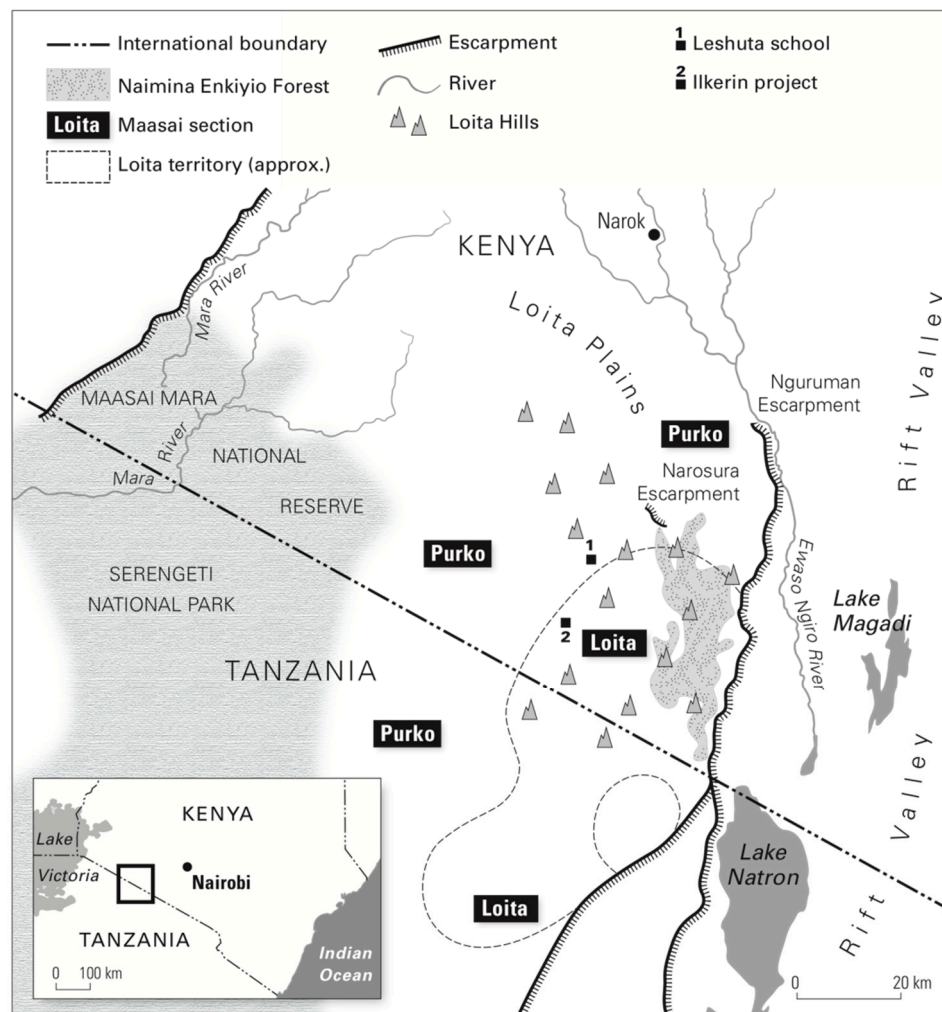 International boundary
Naimina Enkiyio Forest
Loita Maasai section
Loita territory (approx.)
Escarpment
River
Loita Hills
1 Leshuta school
2 Ilkerin project
Narok
KENYA
Mara River
Loita Plains
Rift Valley
Nguruman
Escarpment
MAASAI MARA
Purko
River
NATIONAL
Mara
Narosura
Escarpment
RESERVE
Purko
1
Ewaso Ngiro River
SERENGETI
NATIONAL PARK
Lake
Magadi
2
Loita
TANZANIA
Purko
Rift Valley
KENYA
Lake
Victoria
Nairobi
Lake
Natron
Loita
TANZANIA
Indian
Ocean
0 100 km
0 20 km